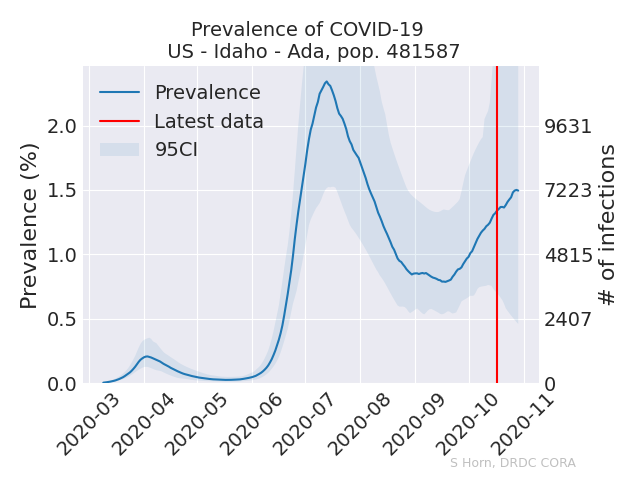 Prevalence of COVID-19
US - Idaho - Ada, pop. 481587
Prevalence
Latest data
95CI
Prevalence (%)
2.0
1.5
1.0
0.5
0.0
9631
7223
4815
2407
0
# of infections
2020-03
2020-04
2020-05
2020-06
2020-07
2020-08
2020-09
2020-10
2020-11
S Horn, DRDC CORA